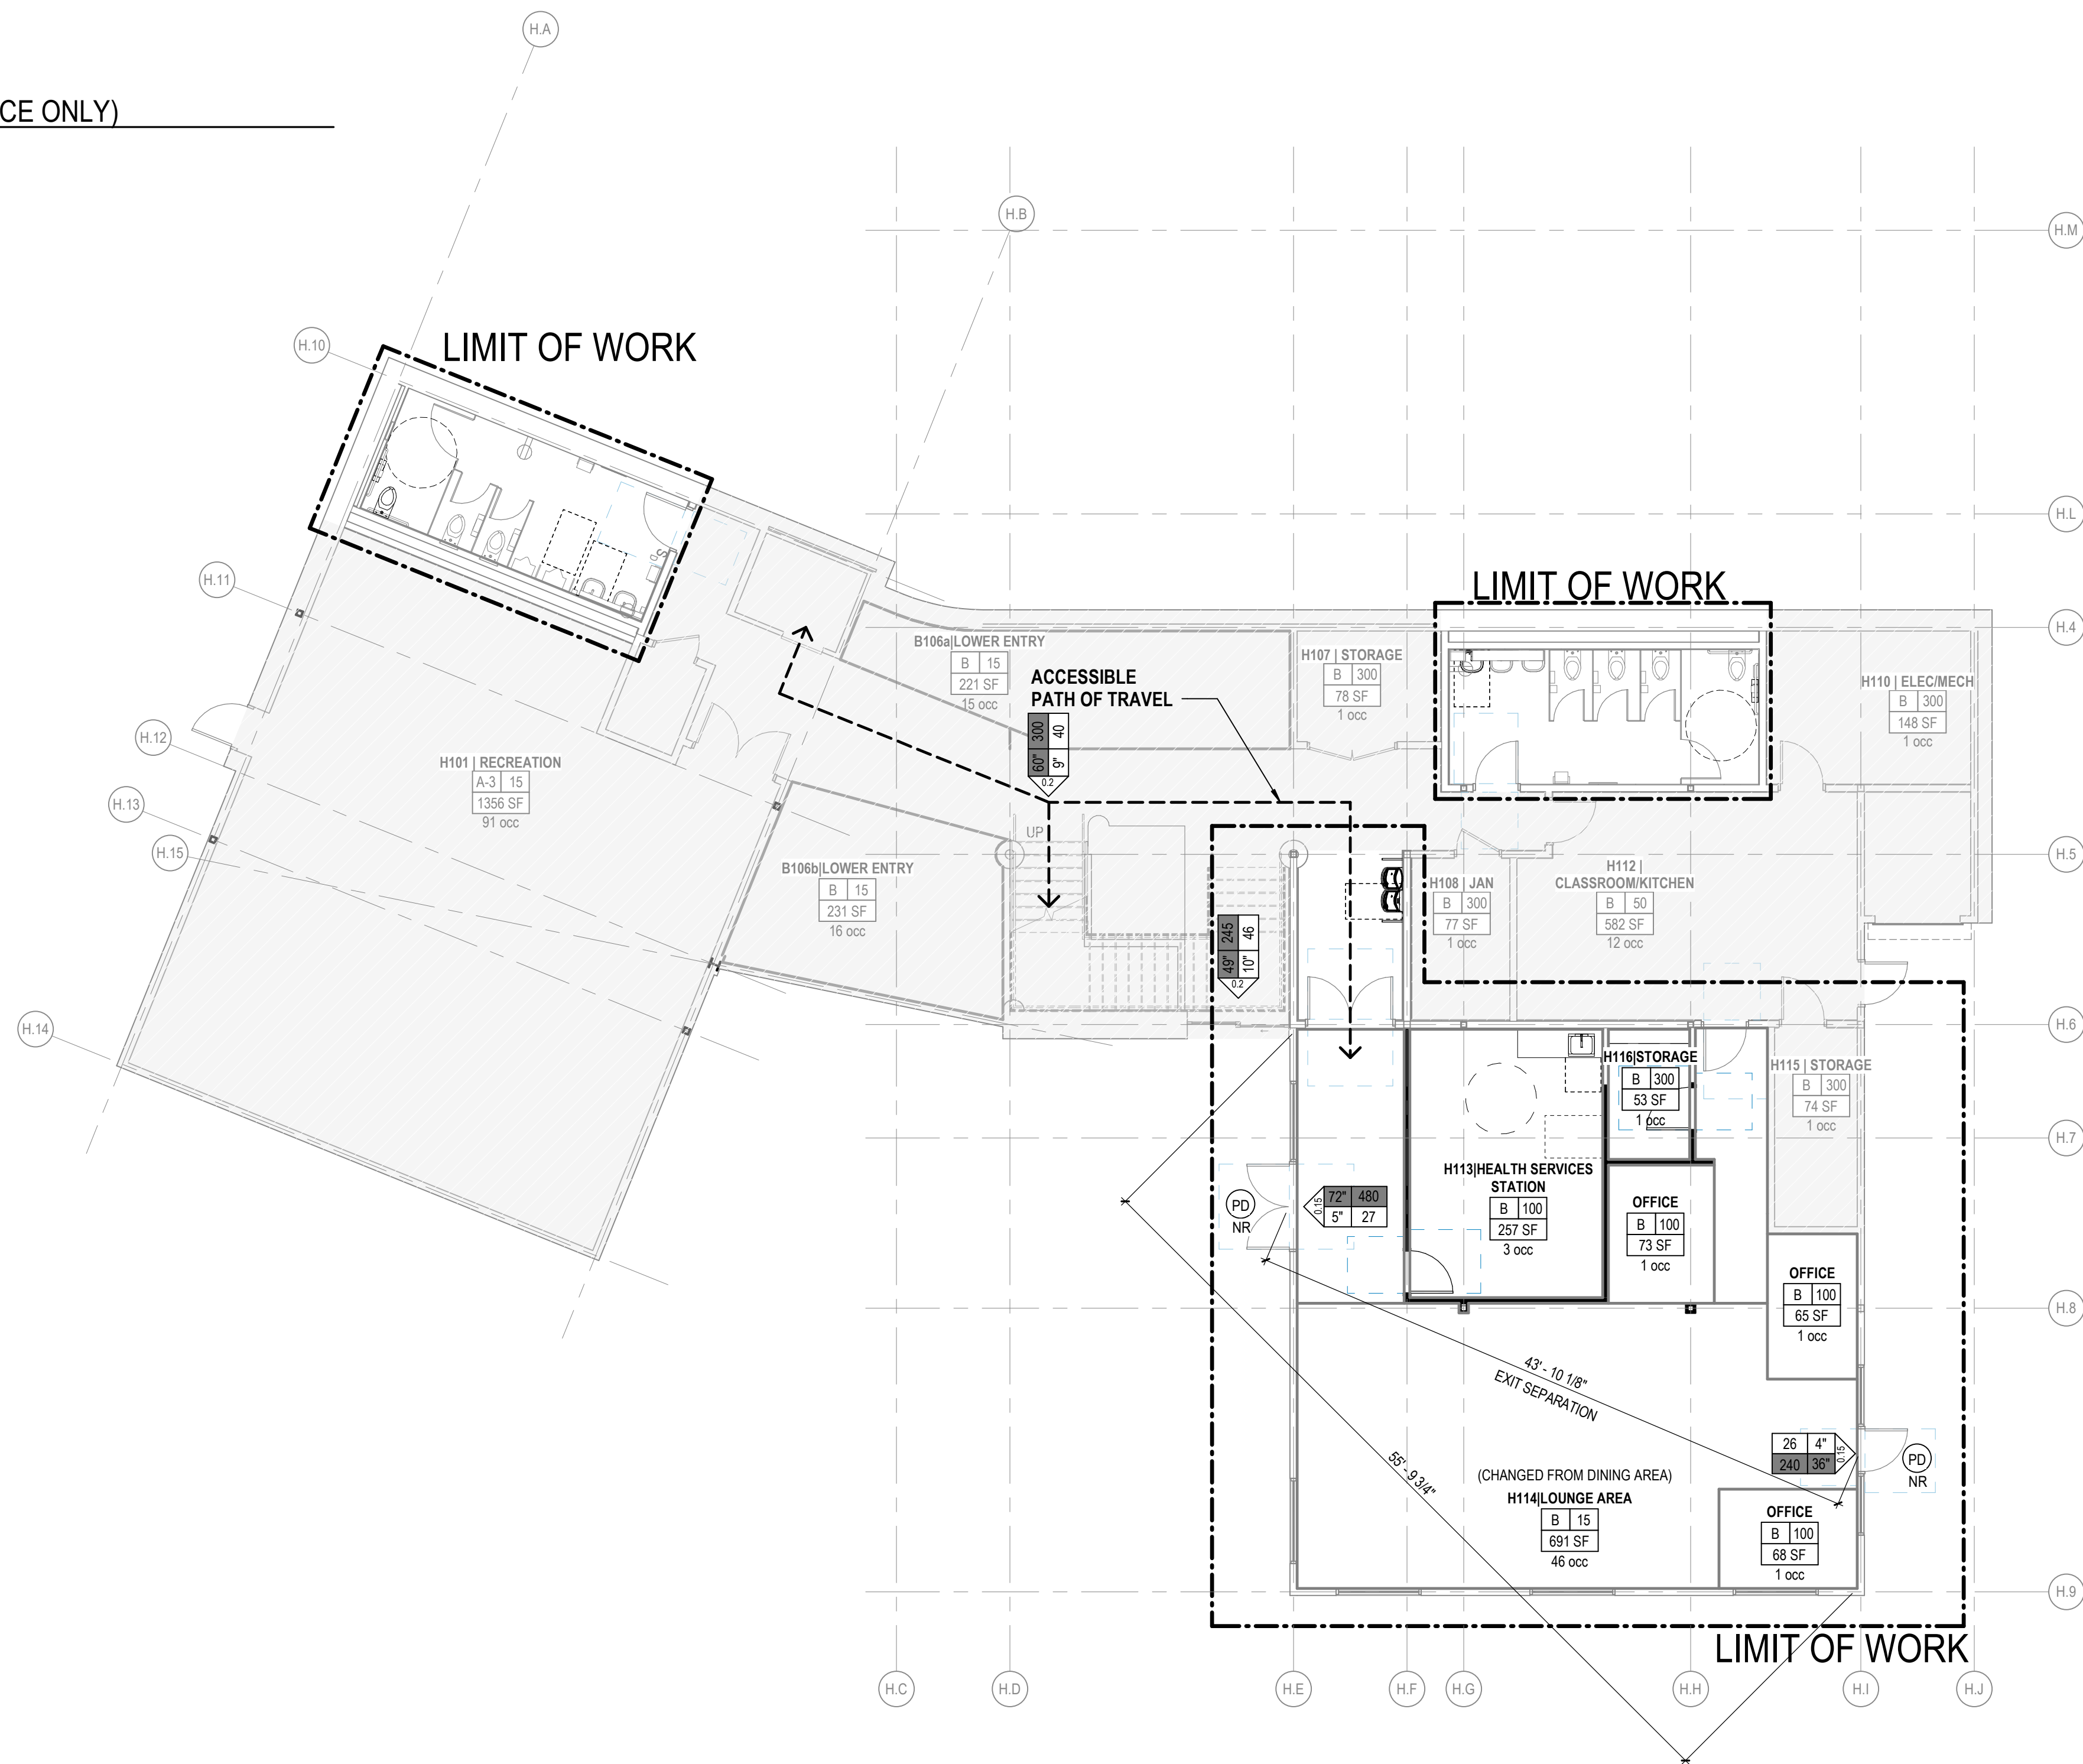 H.A
CE ONLY)
H.B
H.M
H.10
LIMIT OF WORK
H.L
H.11
LIMIT OF WORK
H.4
B106a|LOWER ENTRY
B 15
221 SF
15 occ
ACCESSIBLE
PATH OF TRAVEL
H107 | STORAGE
B 300
78 SF
1 occ
H110 | ELEC/MECH
B 300
148 SF
1 occ
60" 300
9" 40
0.2
H.12
H101 | RECREATION
A-3 15
1356 SF
91 occ
H.13
H.15
UP
H.5
B106b|LOWER ENTRY
B 15
231 SF
16 occ
H108 | JAN
B 300
77 SF
1 occ
H112 |
CLASSROOM/KITCHEN
B 50
582 SF
12 occ
49" 245
10" 46
0.2
S
H.14
H.6
H116|STORAGE
B 300
53 SF
1 occ
H115 | STORAGE
B 300
74 SF
1 occ
H.7
H113|HEALTH SERVICES
STATION
B 100
257 SF
3 occ
PD
NR
0.15
72" 480
5" 27
OFFICE
B 100
73 SF
1 occ
OFFICE
B 100
65 SF
1 occ
H.8
43' - 10 1/8"
EXIT SEPARATION
55' - 9 3/4"
26 4"
240 36"
0.15
PD
NR
(CHANGED FROM DINING AREA)
H114|LOUNGE AREA
B 15
691 SF
46 occ
OFFICE
B 100
68 SF
1 occ
H.9
LIMIT OF WORK
H.C
H.D
H.E
H.F
H.G
H.H
H.I
H.J